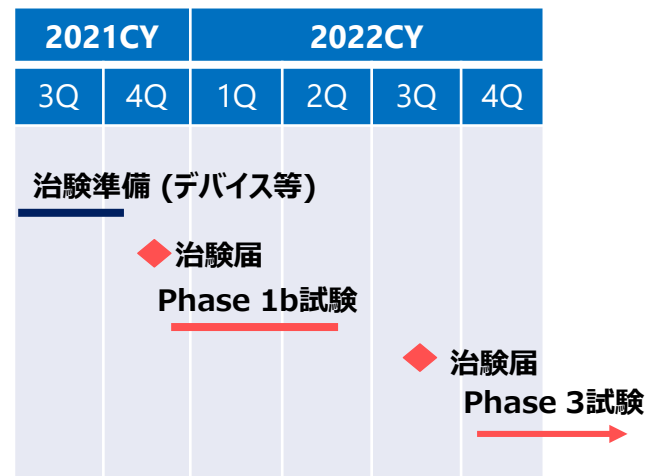 2021CY 2022CY
3Q 4Q 1Q 2Q 3Q 4Q
治験準備 (デバイス等)
治験届
Phase 1b試験
治験届
Phase 3試験